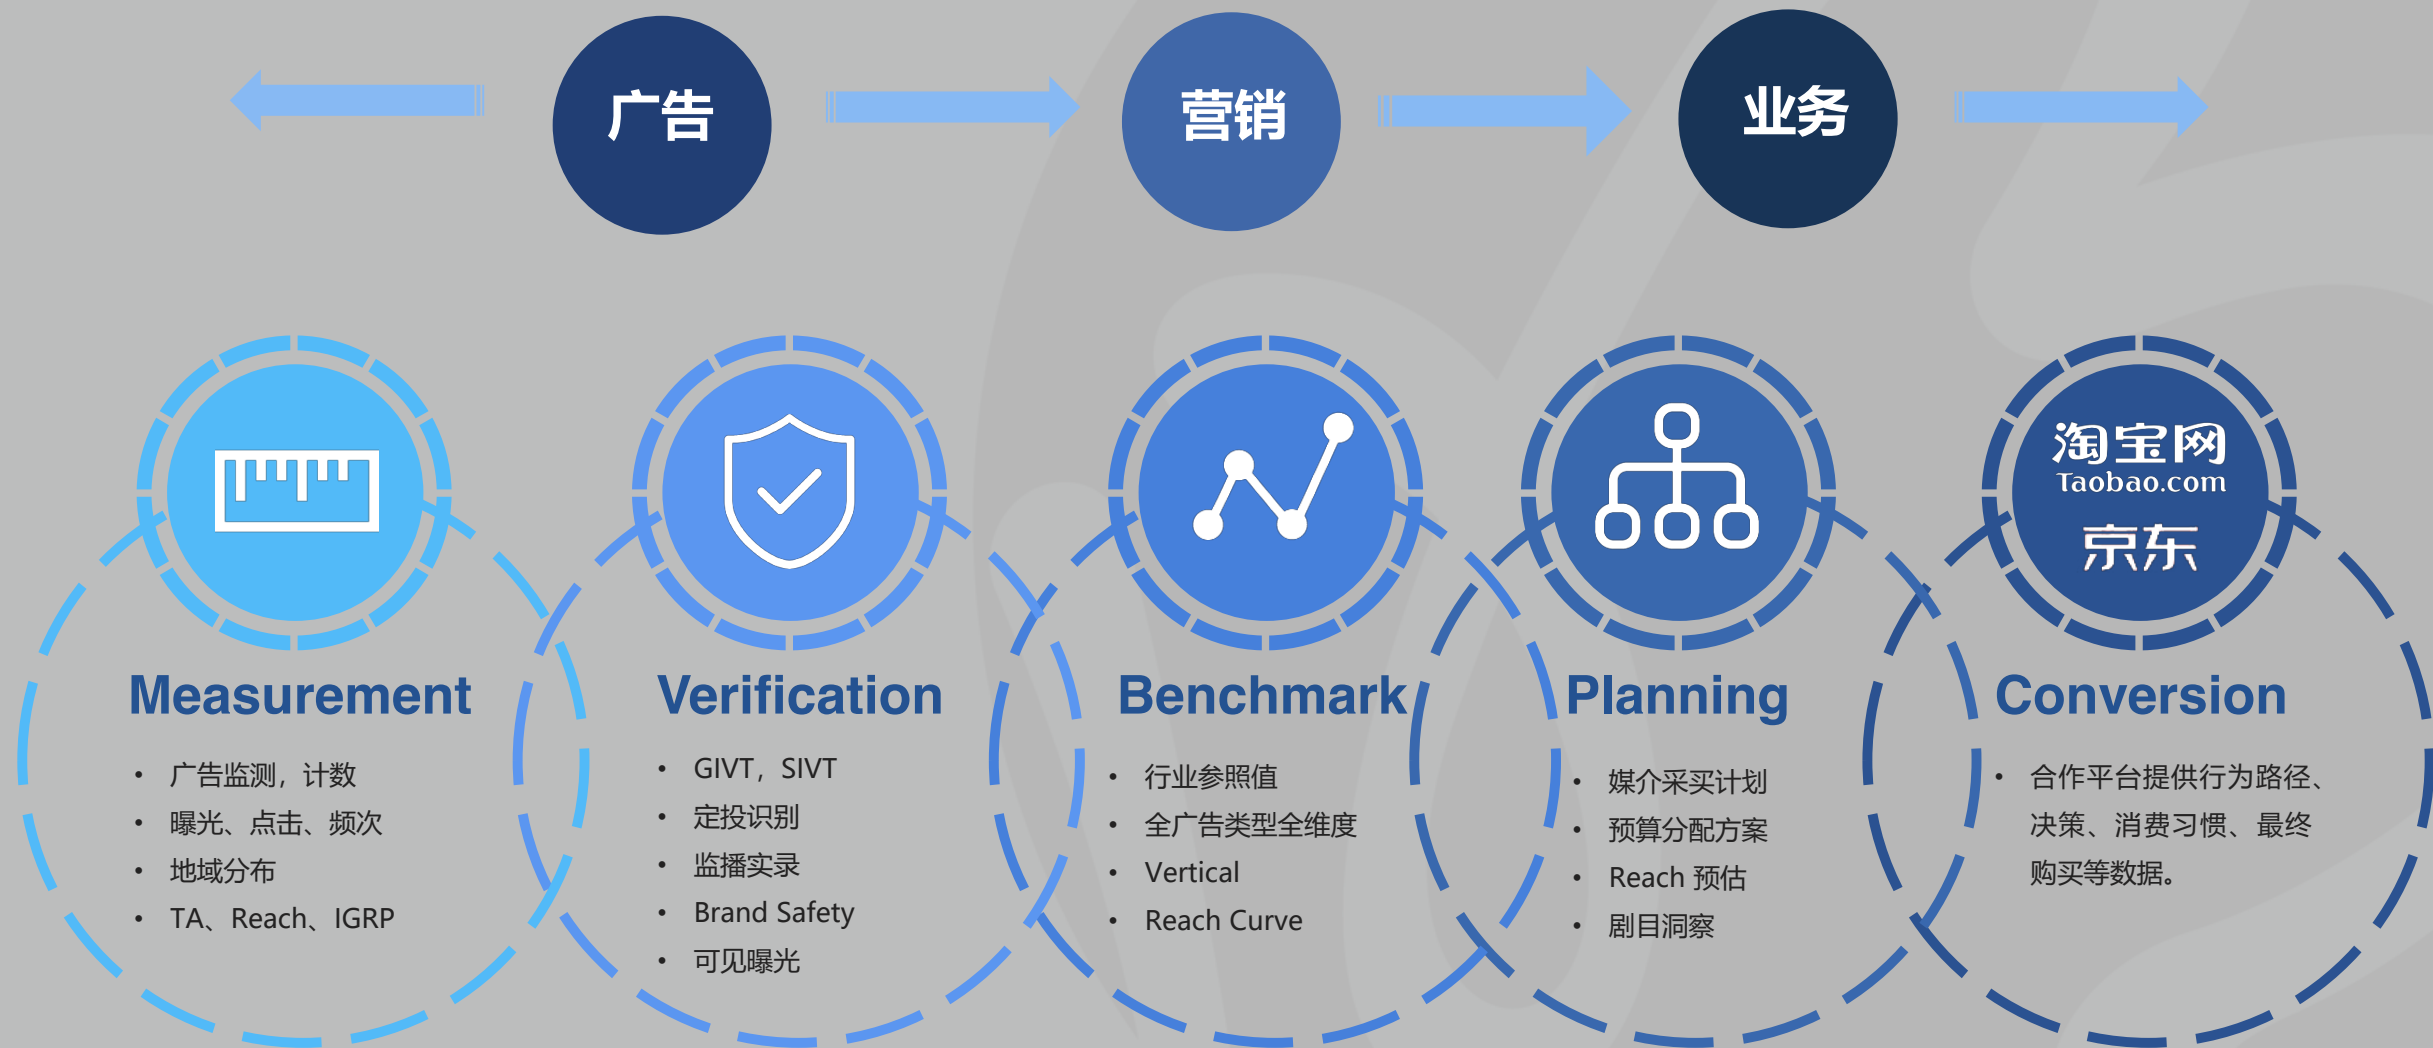 广告
营销
业务
淘宝网
Taobao.com
京东
Measurement
• 广告监测，计数
• 曝光、点击、频次
• 地域分布
• TA、Reach、IGRP
Verification
• GIVT，SIVT
• 定投识别
• 监播实录
• Brand Safety
• 可见曝光
Benchmark
• 行业参照值
• 全广告类型全维度
• Vertical
• Reach Curve
Planning
• 媒介采买计划
• 预算分配方案
• Reach 预估
• 剧目洞察
Conversion
• 合作平台提供行为路径、
决策、消费习惯、最终
购买等数据。